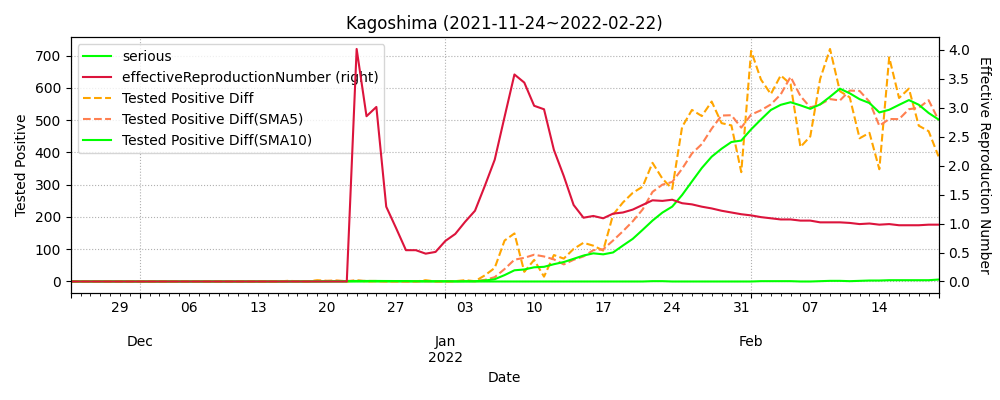 Kagoshima (2021-11-24~2022-02-22)
serious
effectiveReproductionNumber (right)
Tested Positive Diff
Tested Positive Diff(SMA5)
Tested Positive Diff(SMA10)
Tested Positive
700
600
500
400
300
200
100
0
4.0
3.5
3.0
2.5
2.0
1.5
1.0
0.5
0.0
Effective Reproduction Number
29 06 13 20 27 03 10 17 24 31 07 14
Dec Jan Feb
2022
Date